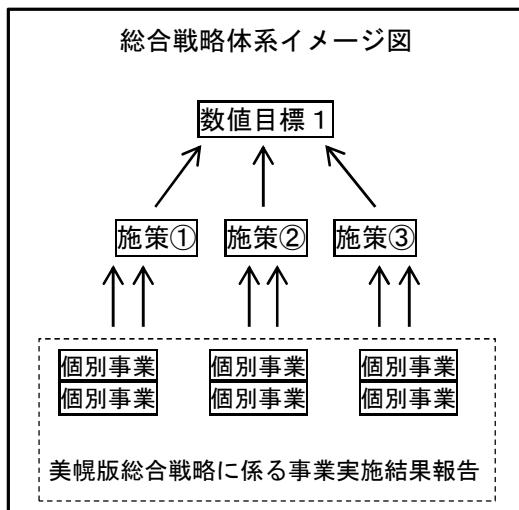 総合戦略体系イメージ図
数値目標1
施策① 施策② 施策③
個別事業 個別事業 個別事業
個別事業 個別事業 個別事業
美幌版総合戦略に係る事業実施結果報告